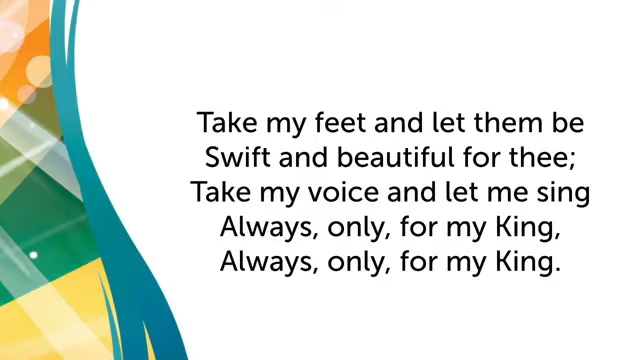 Take my feet and let them be
Swift and beautiful for thee;
Take my voice and let me sing
Always, only, for my King,
Always, only, for my King.